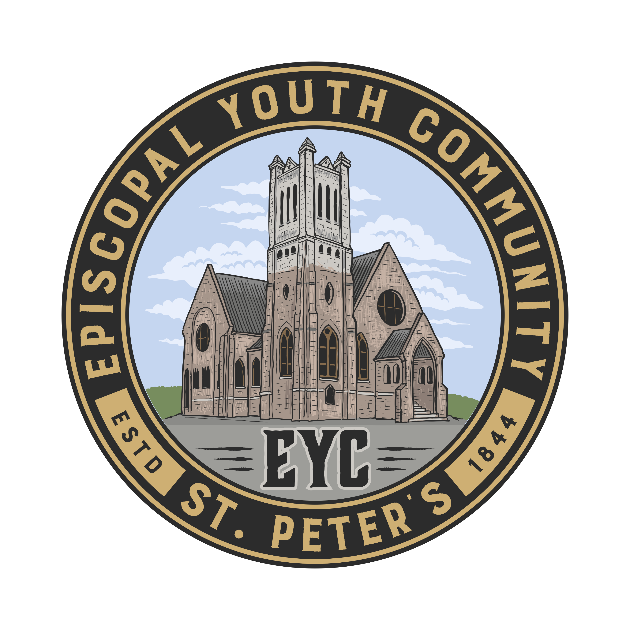 EPISCOPAL YOUTH COMMUNITY
ESTD
1844
EYC
ST. PETER'S